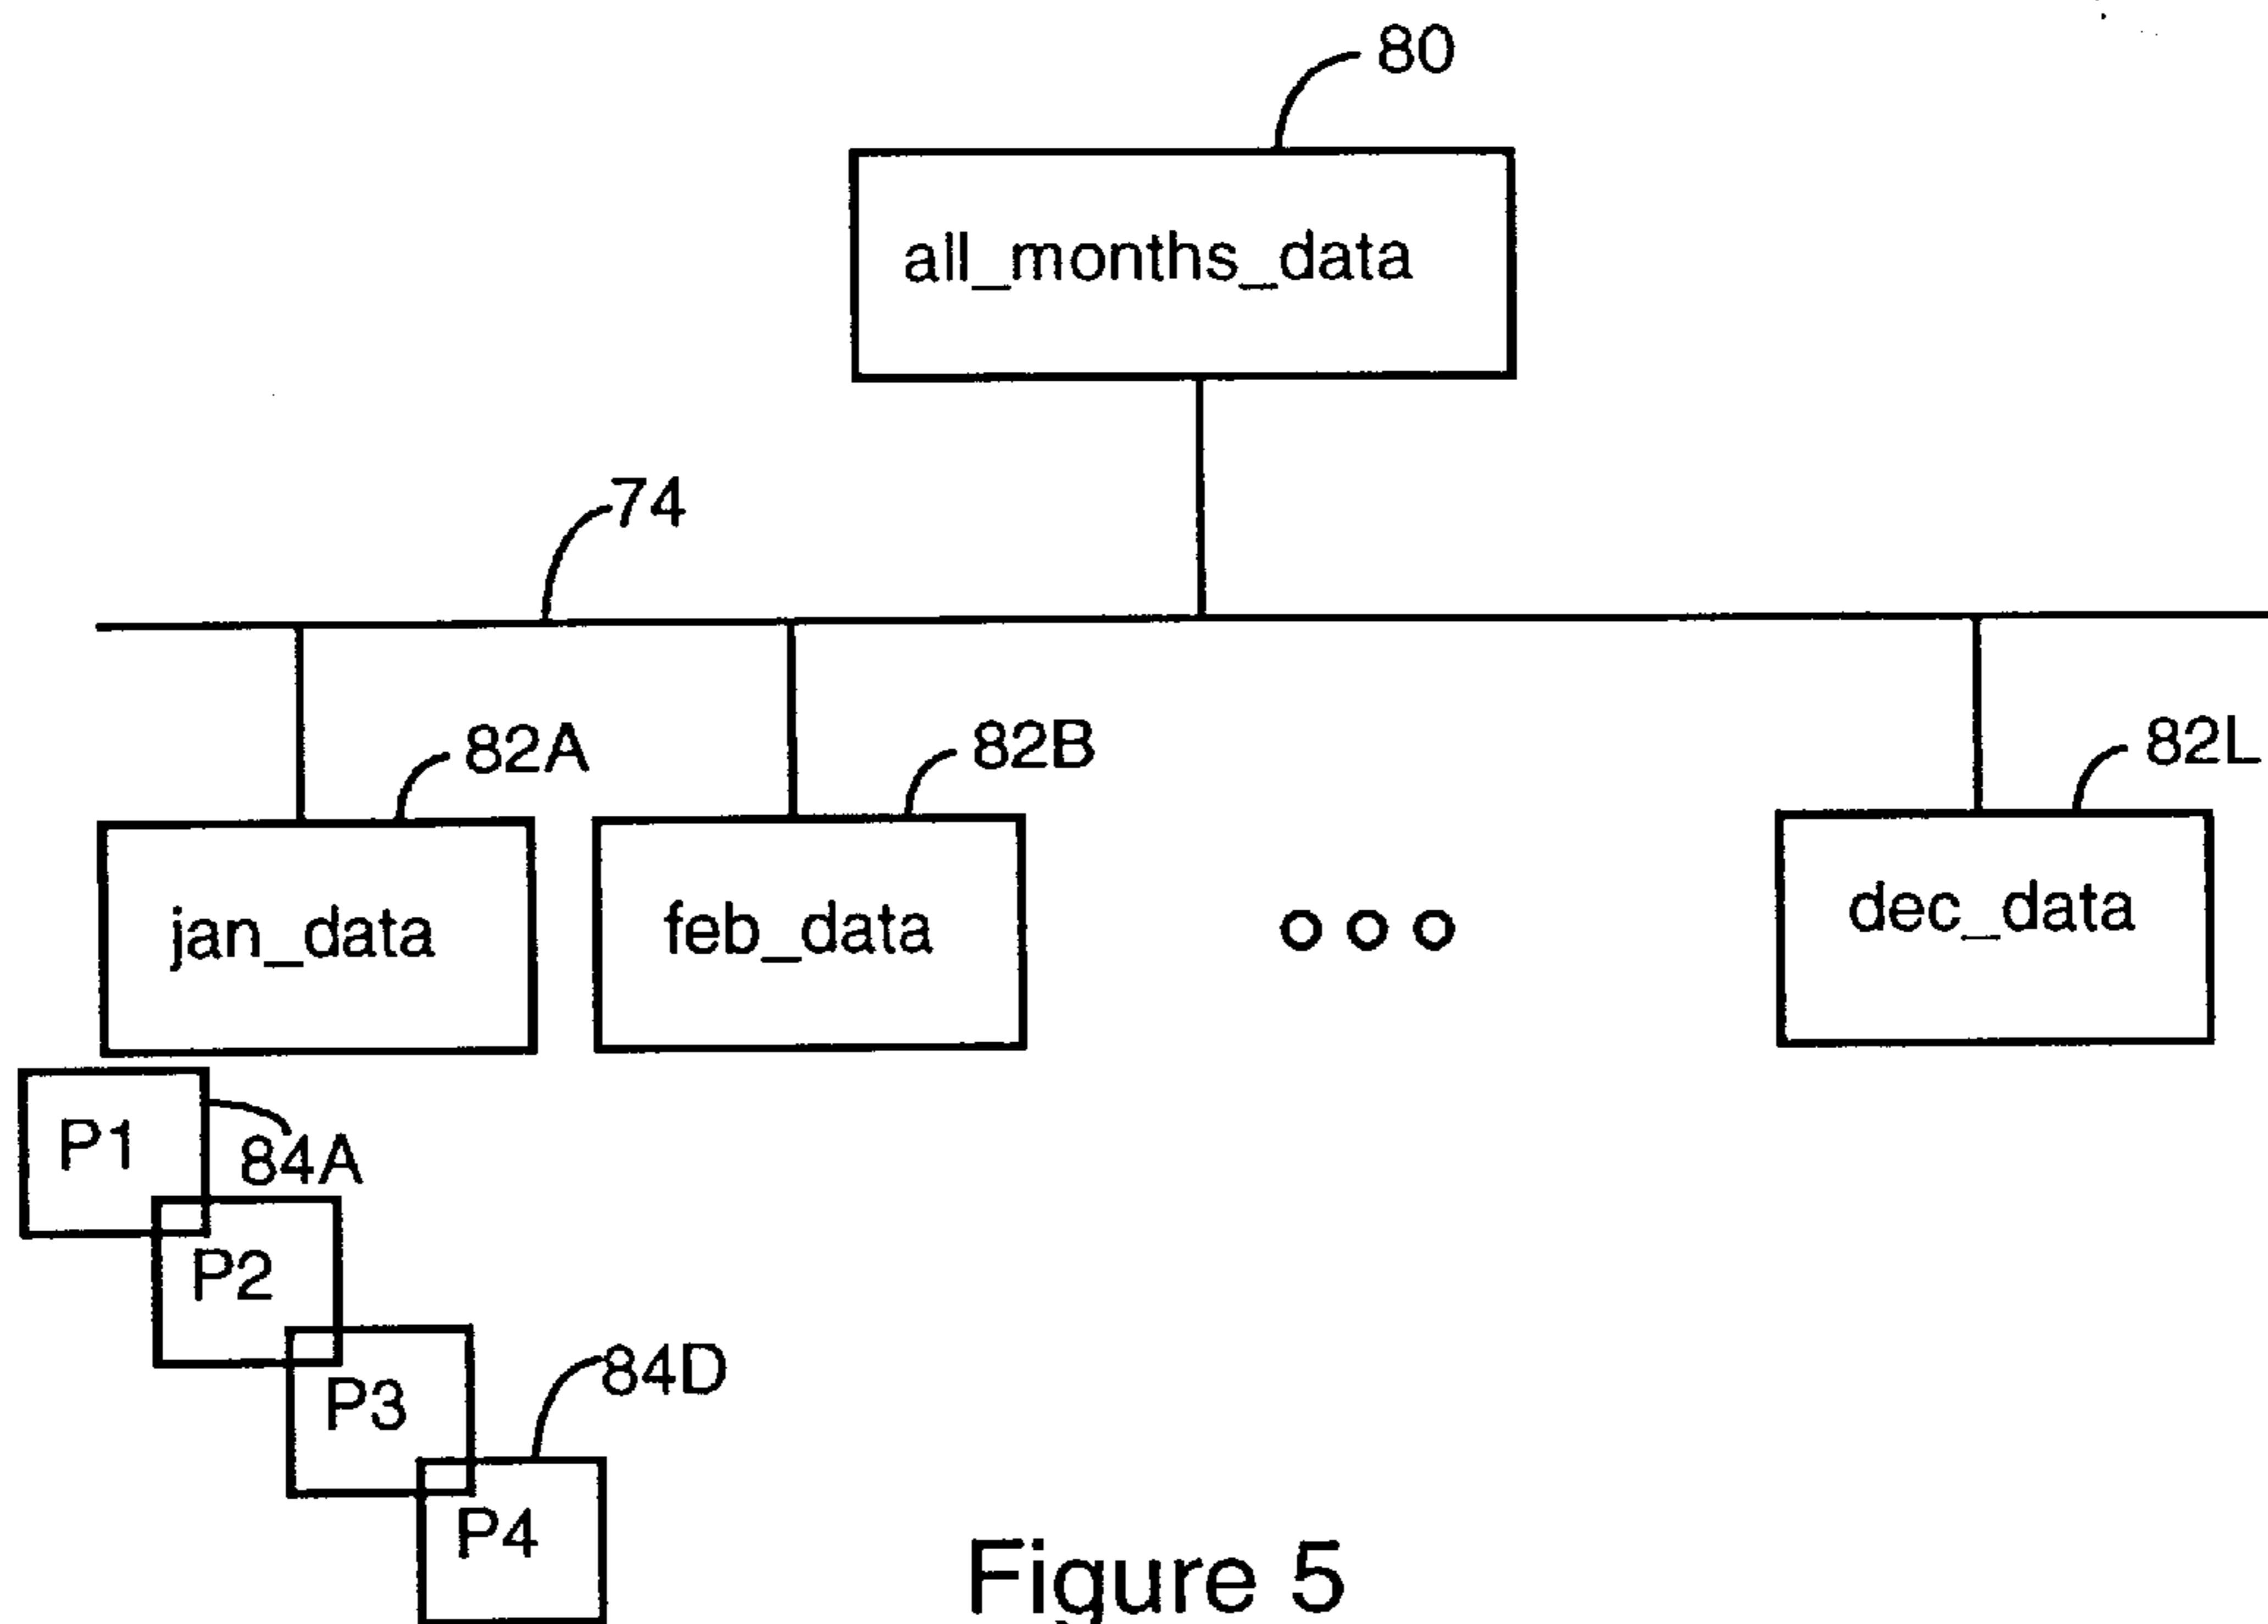 80
all_months_data
74
82A
82B
82L
jan_data
feb_data
dec_data
P1
84A
P2
P3
84D
P4
Figure 5